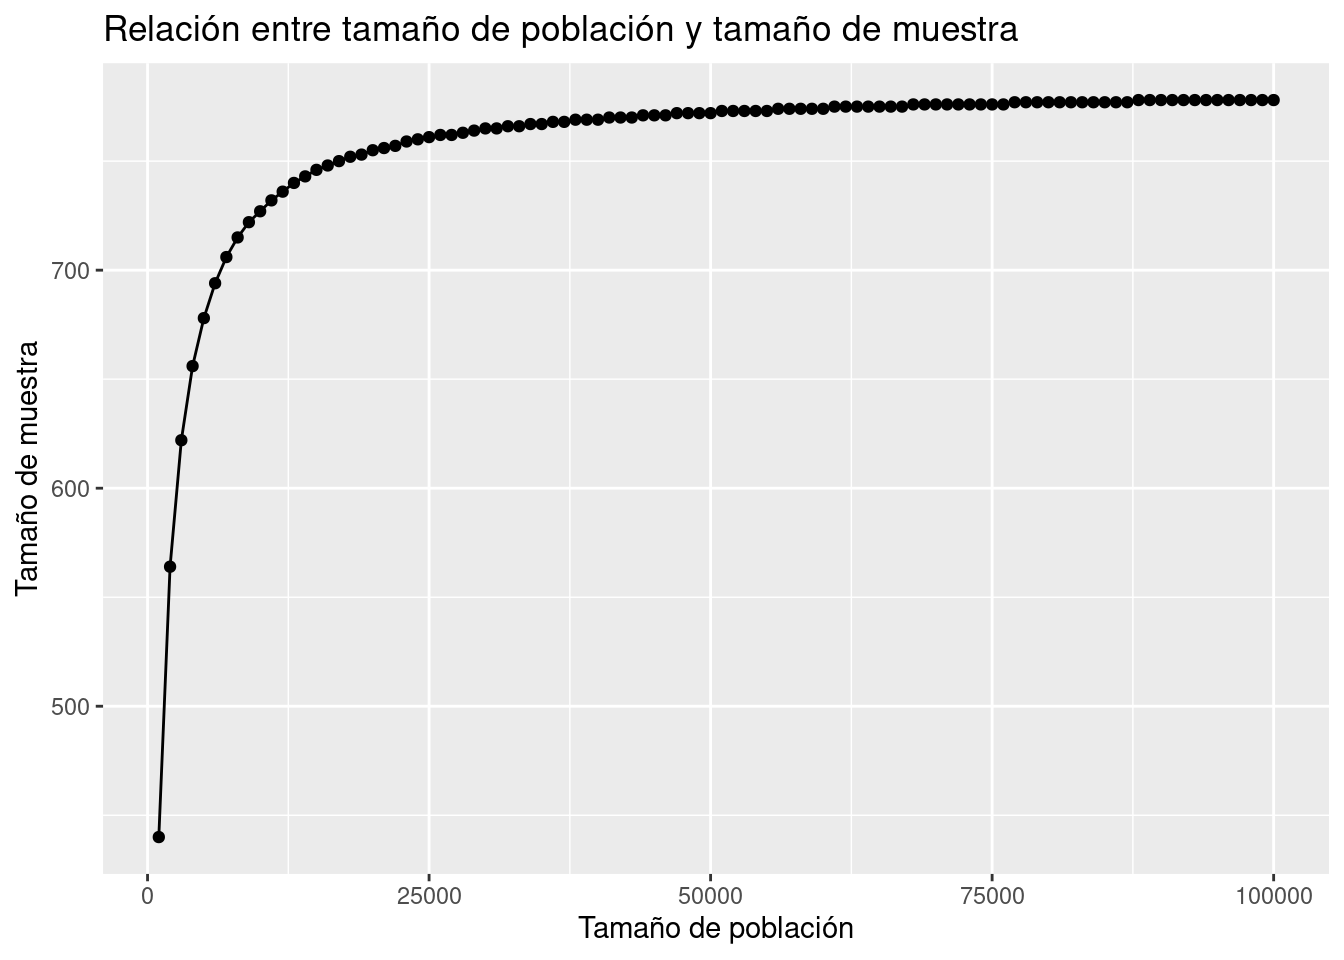 Relación entre tamaño de población y tamaño de muestra
Tamaño de muestra
700
600
500
0
25000
50000
75000
100000
Tamaño de población